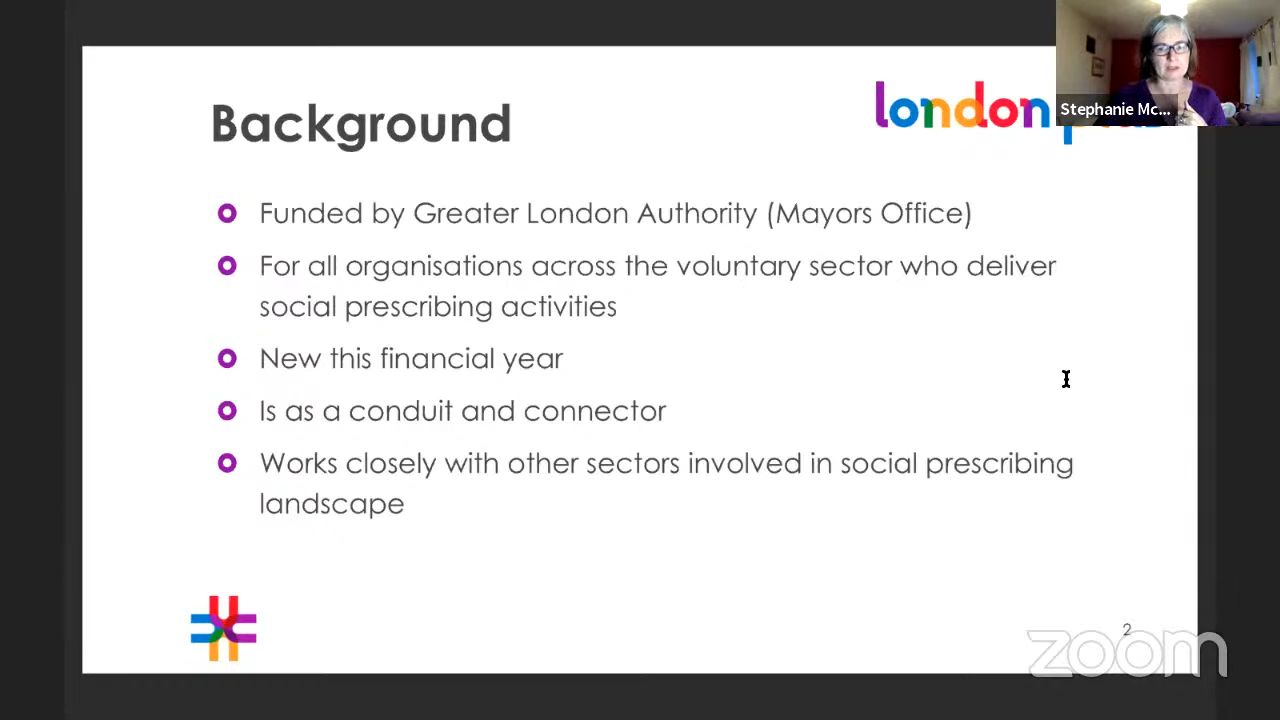 Background
london
Stephanie Mc...
Funded by Greater London Authority (Mayors Office)
For all organisations across the voluntary sector who deliver
social prescribing activities
New this financial year
Is as a conduit and connector
Works closely with other sectors involved in social prescribing
landscape
2
zoom